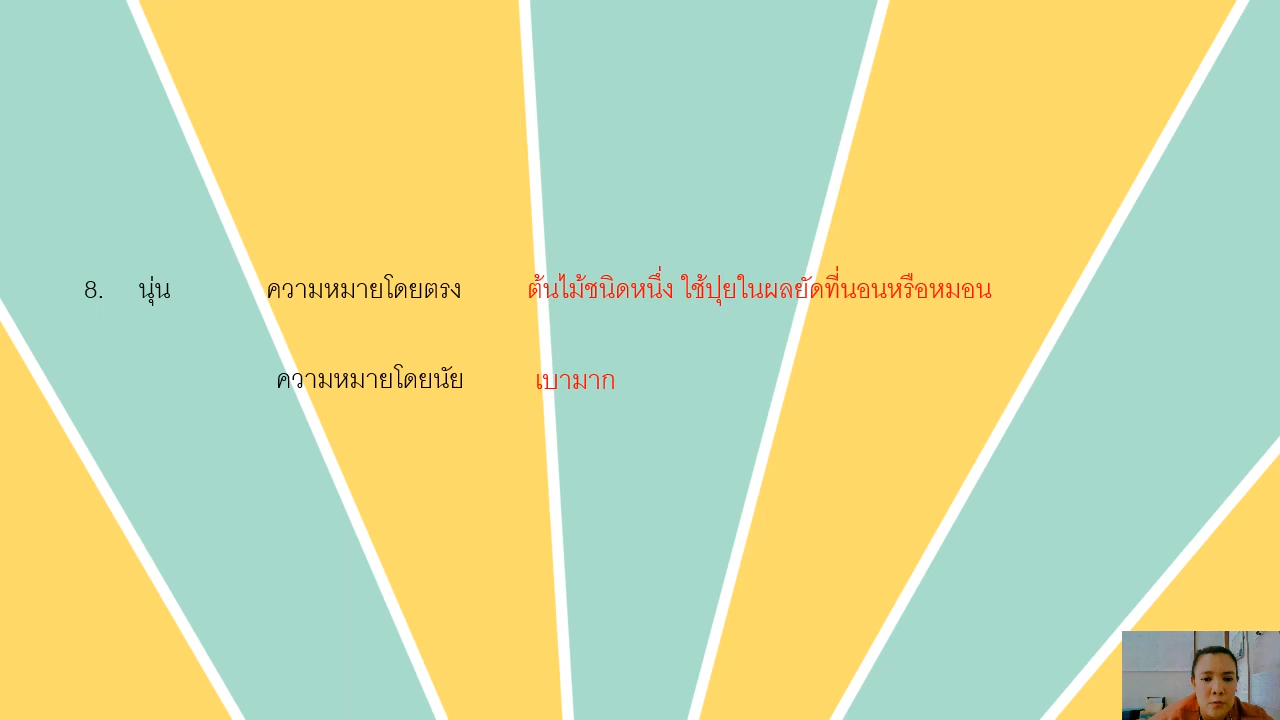 8. นุ่น ความหมายโดยตรง ต้นไม้ชนิดหนึ่ง ใช้ปุยในผลยัดที่นอนหรือหมอน
ความหมายโดยนัย เบามาก